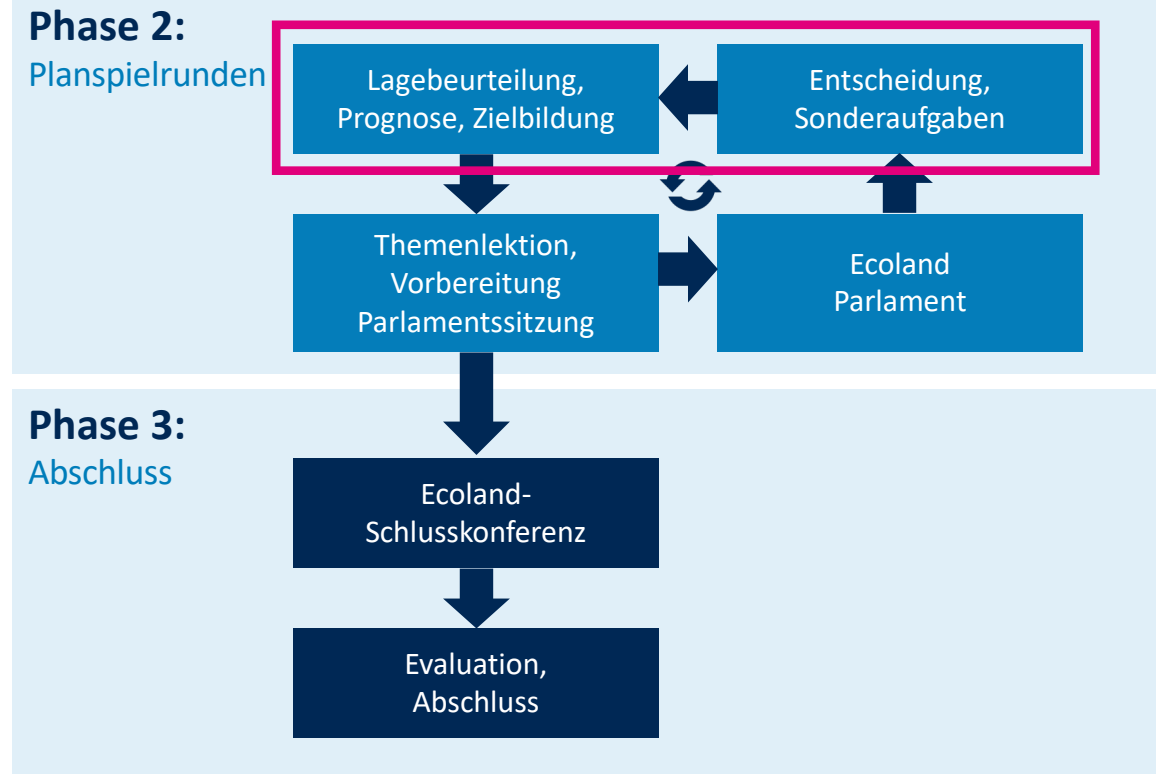 Phase 2:
Planspielrunden
Lagebeurteilung,
Prognose, Zielbildung
Entscheidung,
Sonderaufgaben
Themenlektion,
Vorbereitung
Parlamentssitzung
Ecoland
Parlament
Phase 3:
Abschluss
Ecoland-
Schlusskonferenz
Evaluation,
Abschluss